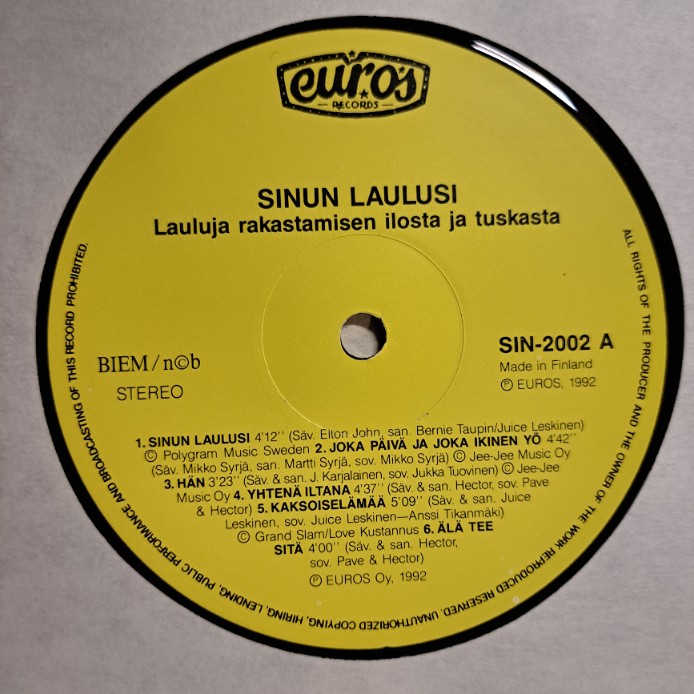 euro's
RECORDS
SINUN LAULUSI
Lauluja rakastamisen ilosta ja tuskasta
BIEM/n©b
STEREO
SIN-2002 A
Made in Finland
Ⓟ EUROS, 1992
1. SINUN LAULUSI 4'12'' (Säv. Elton John, san. Bernie Taupin/Juice Leskinen)
© Polygram Music Sweden 2. JOKA PÄIVÄ JA JOKA IKINEN YÖ 4'42''
(Säv. Mikko Syrjä, san. Martti Syrjä, sov. Mikko Syrjä) © Jee-Jee Music Oy
3. HÄN 3'23'' (Säv. & san. J. Karjalainen, sov. Jukka Tuovinen) © Jee-Jee
Music Oy 4. YHTENÄ ILTANA 4'37'' (Säv. & san. Hector, sov. Pave
& Hector) 5. KAKSOISELÄMÄÄ 5'09'' (Säv. & san. Juice
Leskinen, sov. Juice Leskinen—Anssi Tikanmäki)
© Grand Slam/Love Kustannus 6. ÄLÄ TEE
SITÄ 4'00'' (Säv. & san. Hector,
sov. Pave & Hector)
Ⓟ EUROS Oy, 1992
ALL RIGHTS OF THE PRODUCER AND THE OWNER OF THE WORK REPRODUCED RESERVED. UNAUTHORIZED COPYING, HIRING, LENDING, PUBLIC PERFORMANCE AND BROADCASTING OF THIS RECORD PROHIBITED.